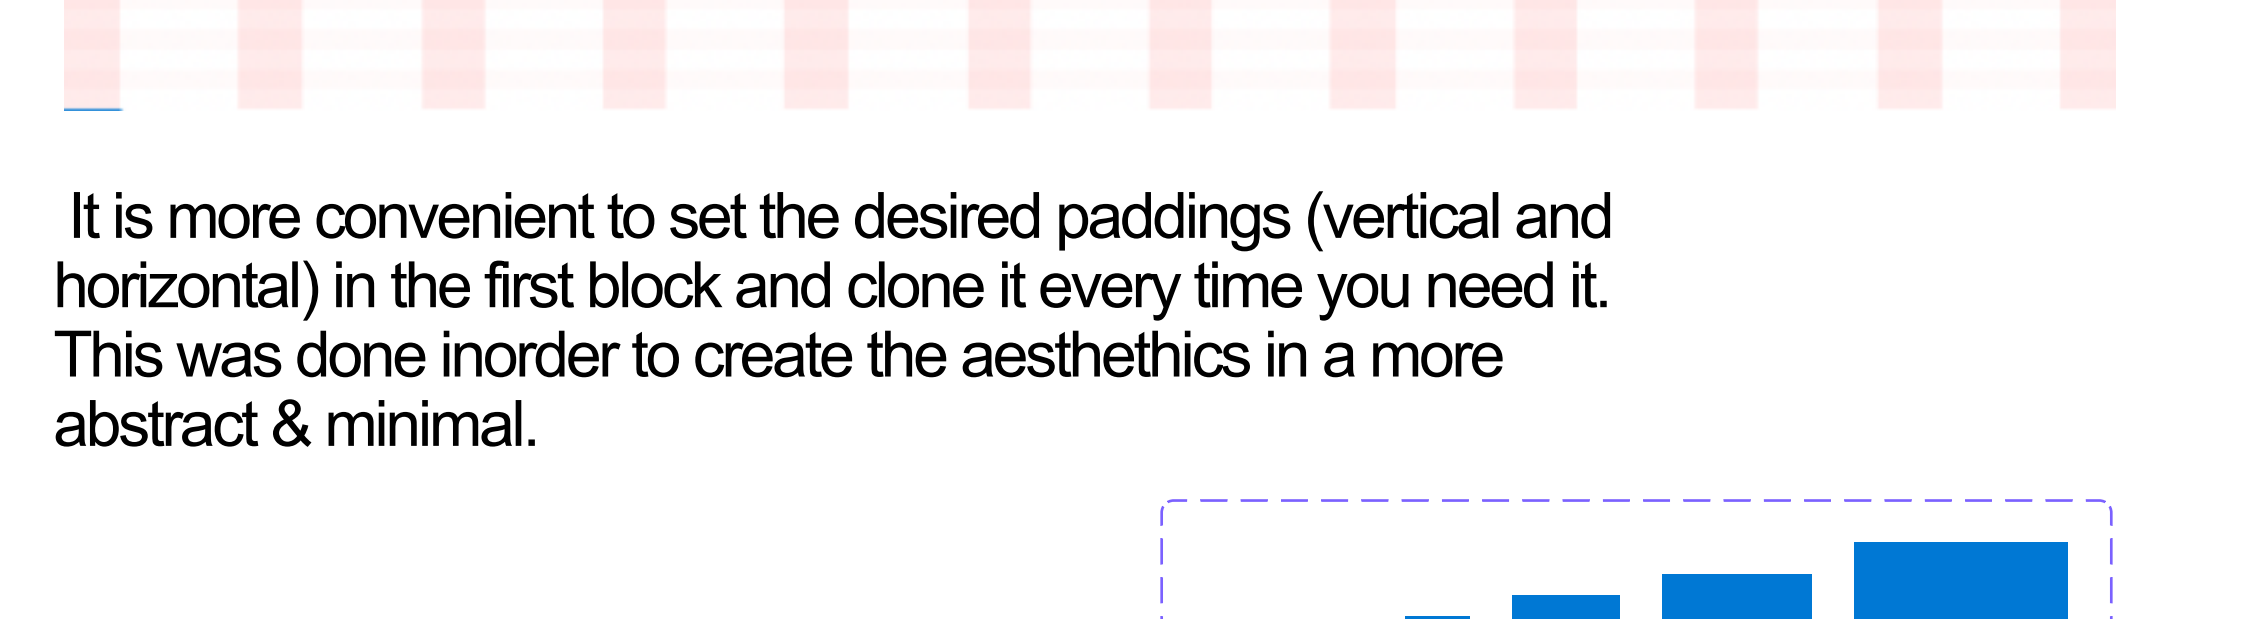 It is more convenient to set the desired paddings (vertical and
horizontal) in the first block and clone it every time you need it.
This was done inorder to create the aesthethics in a more
abstract & minimal.